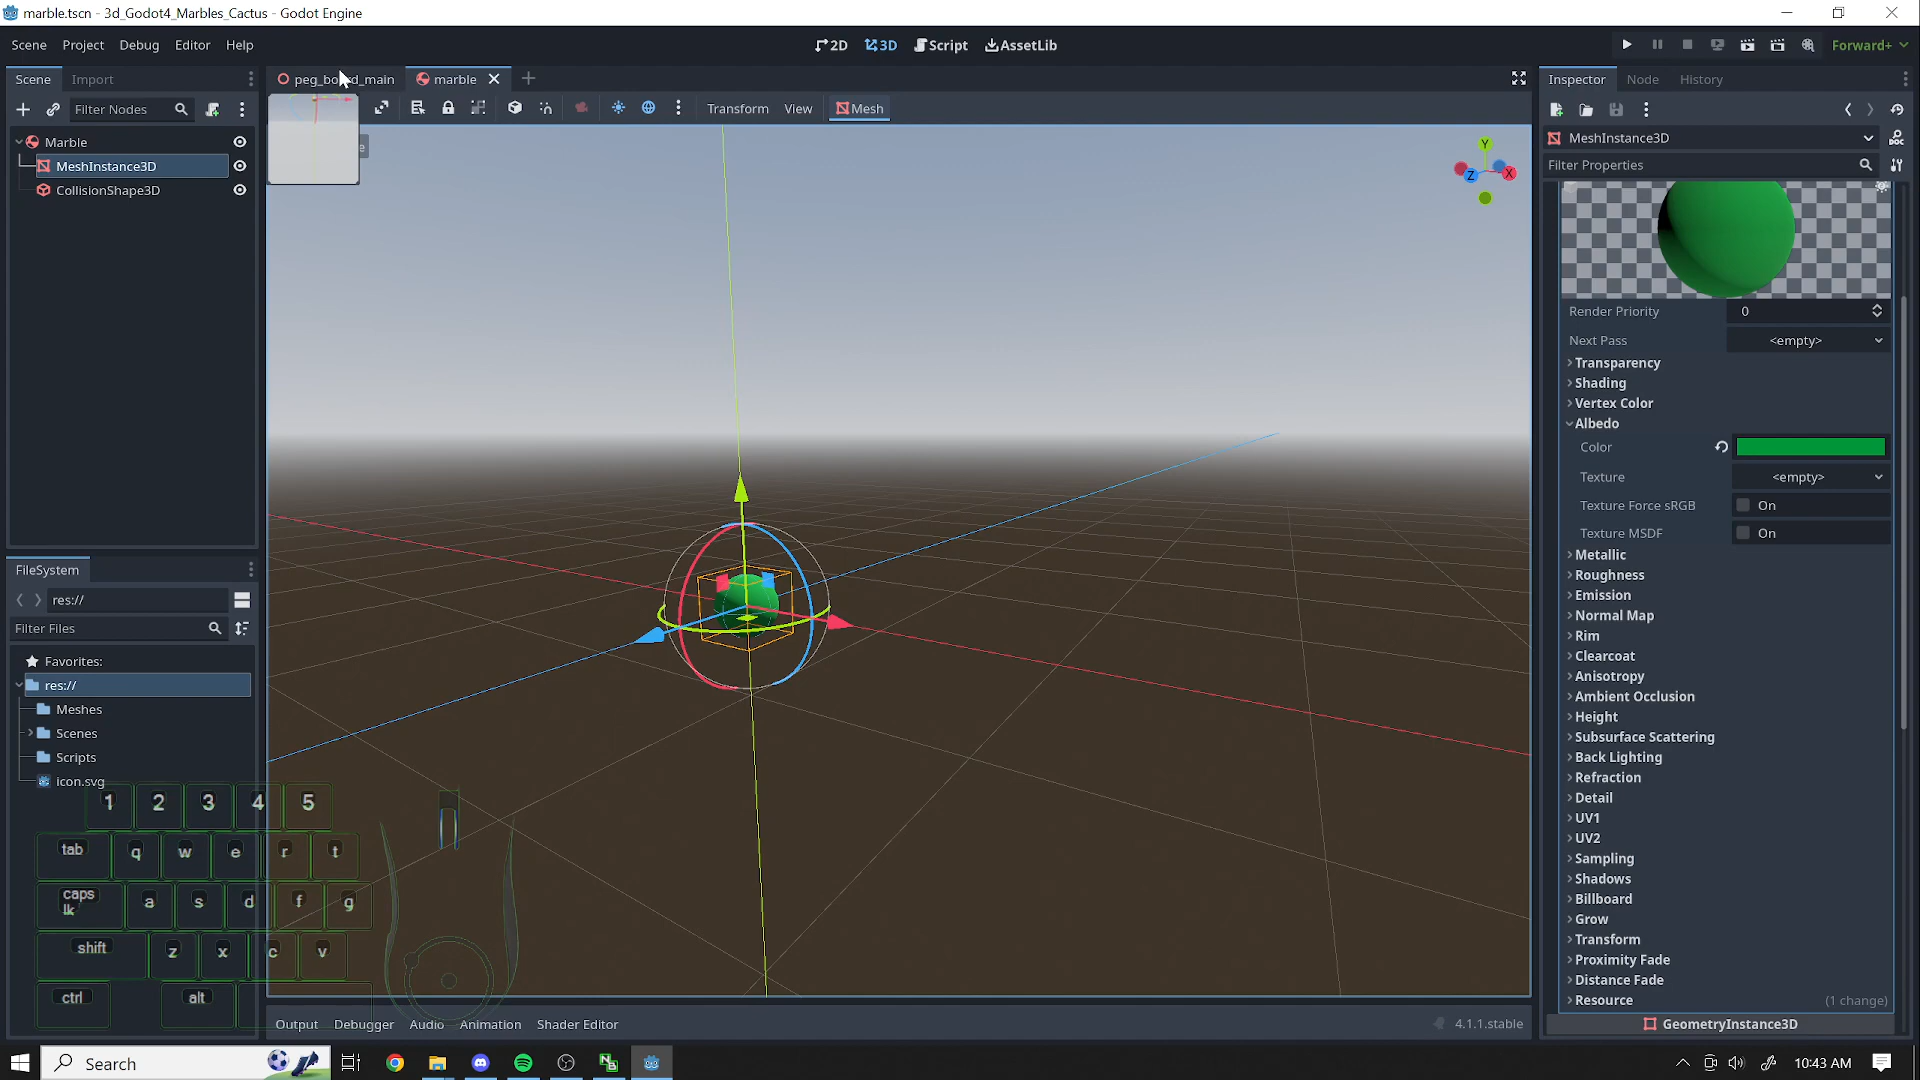 marble.tscn - 3d_Godot4_Marbles_Cactus - Godot Engine
Scene Project Debug Editor Help
2D 3D Script AssetLib
Forward+
Scene Import
peg_bo d_main marble
Inspector Node History
Filter Nodes
Transform View Mesh
Marble
MeshInstance3D
CollisionShape3D
e
MeshInstance3D
Filter Properties
Y
Z
X
Render Priority 0
Next Pass <empty>
Transparency
Shading
Vertex Color
Albedo
Color
Texture <empty>
Texture Force sRGB On
Texture MSDF On
Metallic
Roughness
Emission
Normal Map
Rim
Clearcoat
Anisotropy
Ambient Occlusion
Height
Subsurface Scattering
Back Lighting
Refraction
Detail
UV1
UV2
Sampling
Shadows
Billboard
Grow
Transform
Proximity Fade
Distance Fade
Resource (1 change)
GeometryInstance3D
FileSystem
res://
Filter Files
Favorites:
res://
Meshes
Scenes
Scripts
icon.svg
1 2 3 4 5
tab q w e r t
caps lk a s d f g
shift z x c v
ctrl alt
Output Debugger Audio Animation Shader Editor
4.1.1.stable
Search
10:43 AM